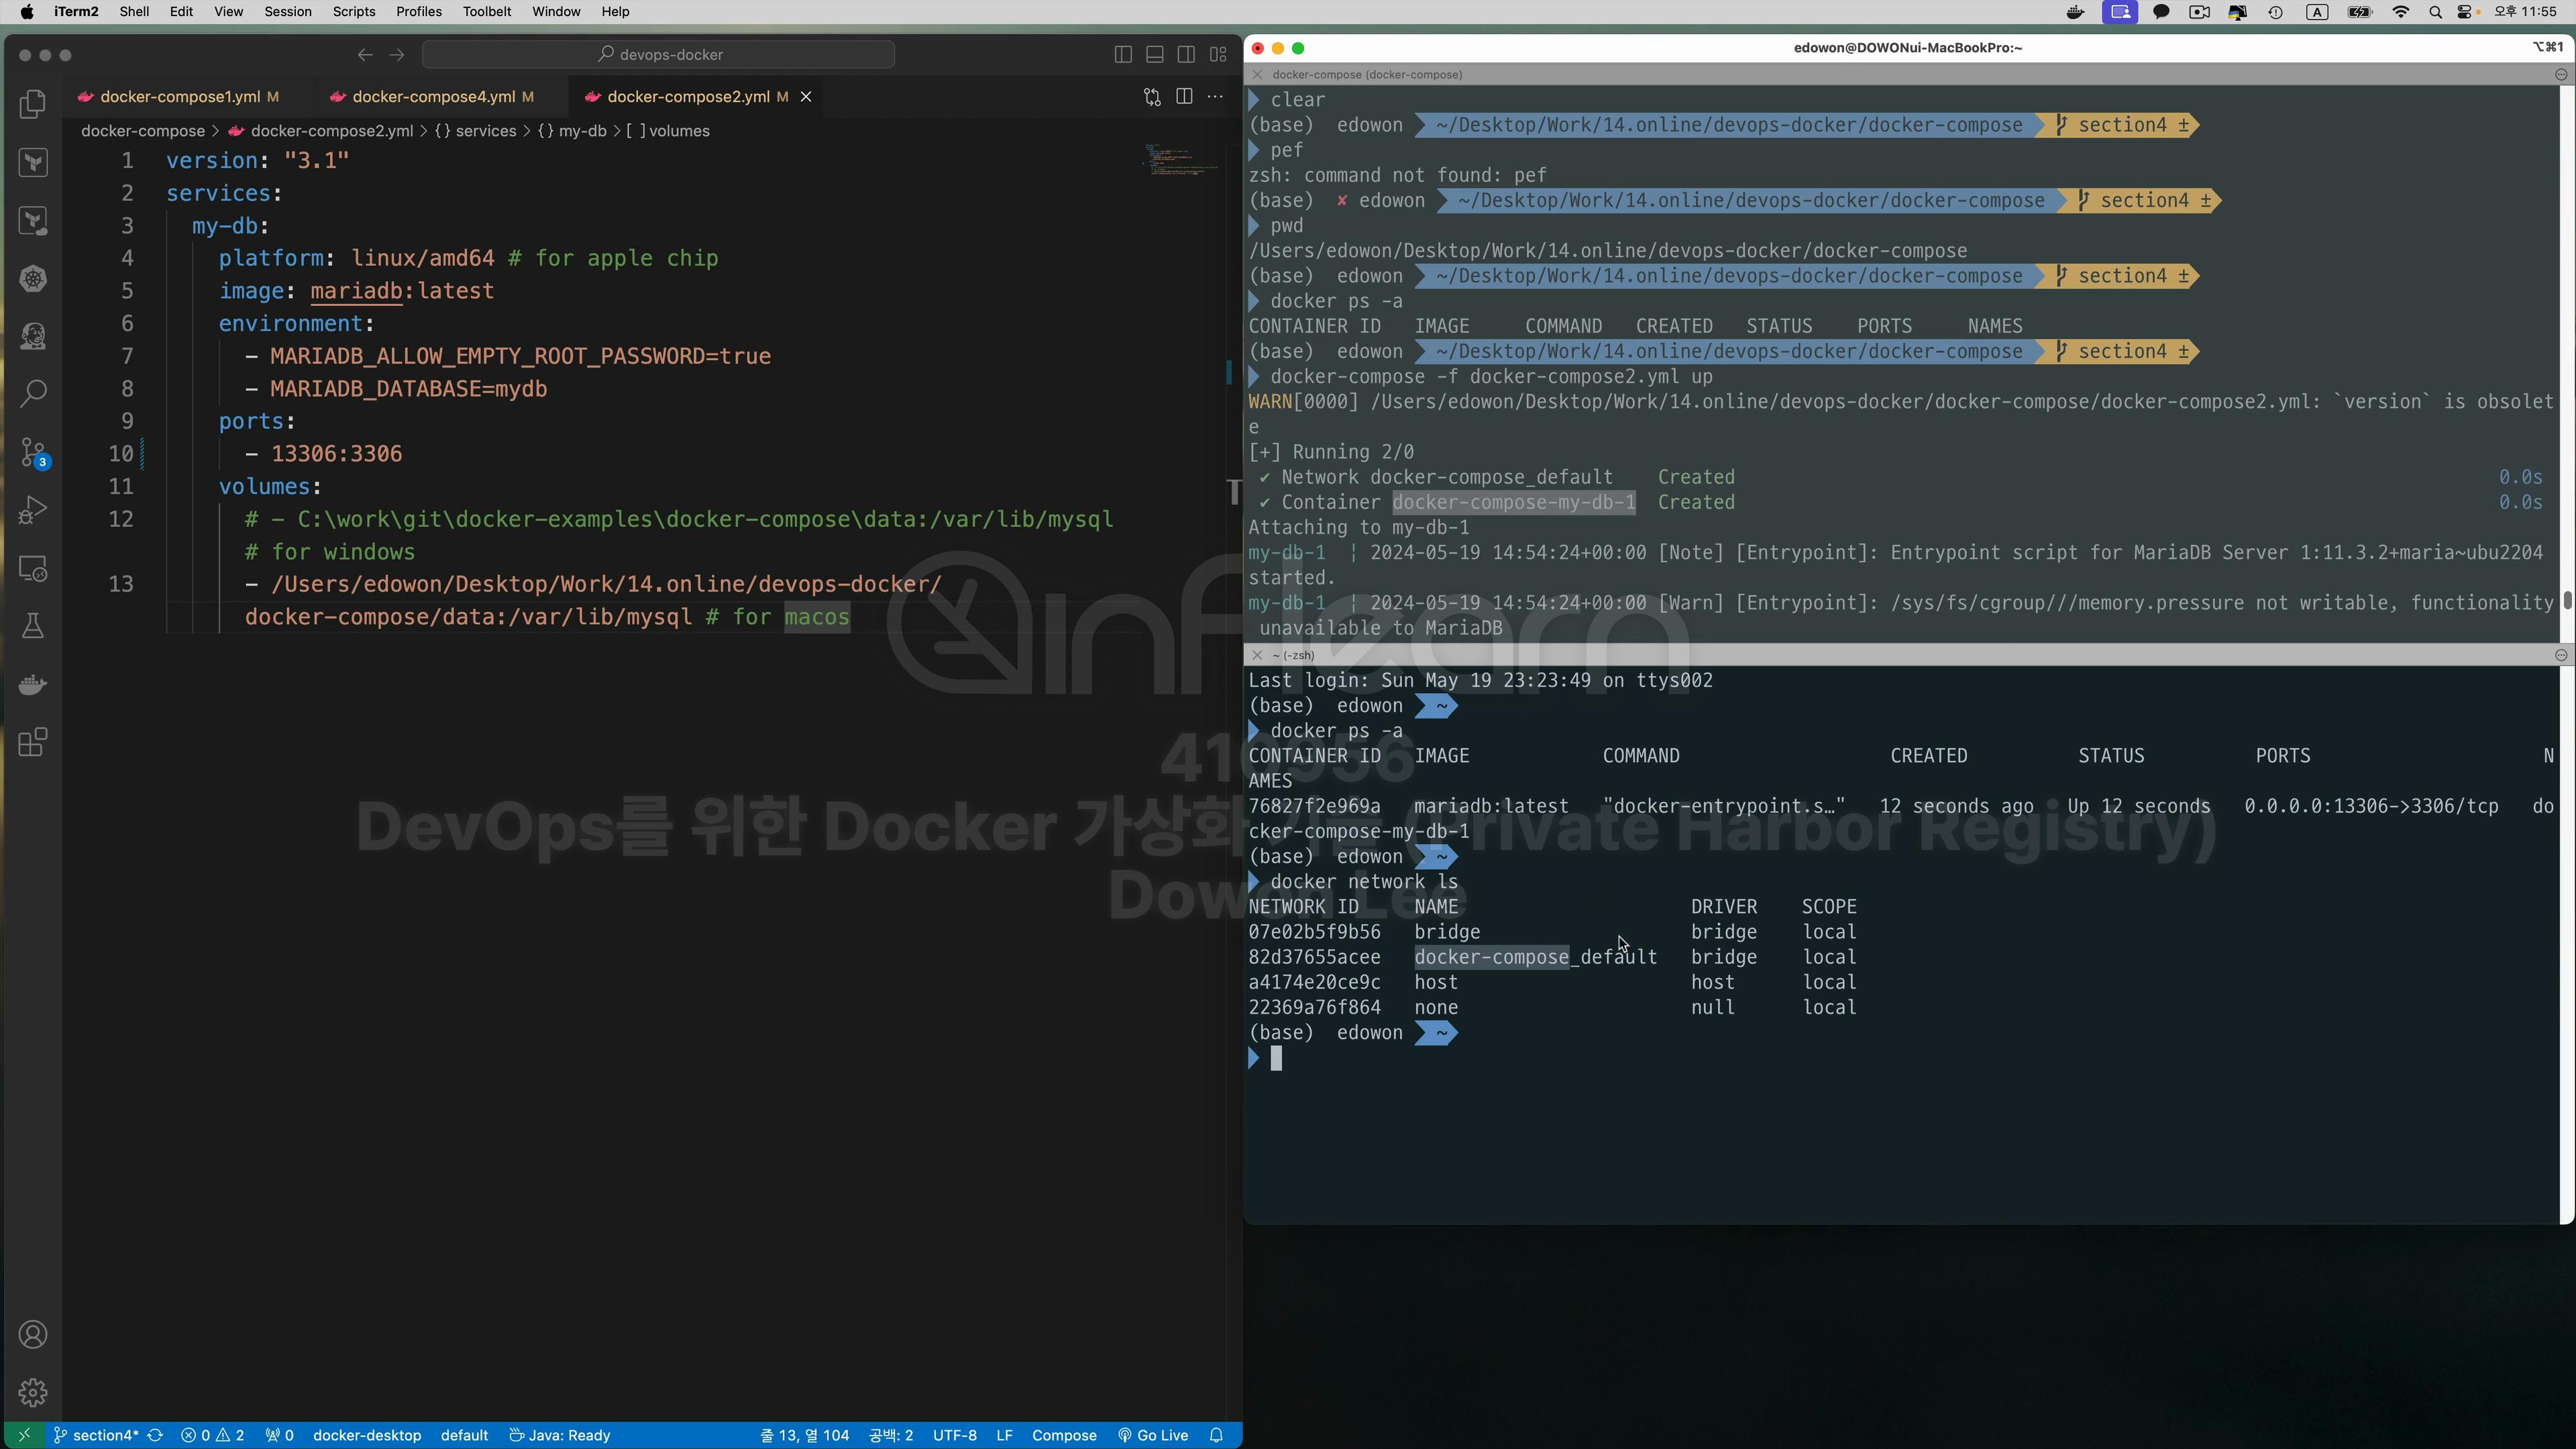 iTerm2 Shell Edit View Session Scripts Profiles Toolbelt Window Help
A 오후 11:55
devops-docker
docker-compose1.yml M docker-compose4.yml M docker-compose2.yml M
docker-compose > docker-compose2.yml > {} services > {} my-db > [ ] volumes
1 version: "3.1"
2 services:
3 my-db:
4 platform: linux/amd64 # for apple chip
5 image: mariadb:latest
6 environment:
7 - MARIADB_ALLOW_EMPTY_ROOT_PASSWORD=true
8 - MARIADB_DATABASE=mydb
9 ports:
10 - 13306:3306
11 volumes:
12 # - C:\work\git\docker-examples\docker-compose\data:/var/lib/mysql
# for windows
13 - /Users/edowon/Desktop/Work/14.online/devops-docker/
docker-compose/data:/var/lib/mysql # for macos
3
T
section4* 0 2 0 docker-desktop default Java: Ready 줄 13, 열 104 공백: 2 UTF-8 LF Compose Go Live
edowon@DOWONui-MacBookPro:~ ⌥⌘1
docker-compose (docker-compose)
clear
(base) edowon ~/Desktop/Work/14.online/devops-docker/docker-compose section4 ±
pef
zsh: command not found: pef
(base) ✘ edowon ~/Desktop/Work/14.online/devops-docker/docker-compose section4 ±
pwd
/Users/edowon/Desktop/Work/14.online/devops-docker/docker-compose
(base) edowon ~/Desktop/Work/14.online/devops-docker/docker-compose section4 ±
docker ps -a
CONTAINER ID IMAGE COMMAND CREATED STATUS PORTS NAMES
(base) edowon ~/Desktop/Work/14.online/devops-docker/docker-compose section4 ±
docker-compose -f docker-compose2.yml up
WARN[0000] /Users/edowon/Desktop/Work/14.online/devops-docker/docker-compose/docker-compose2.yml: `version` is obsolet
e
[+] Running 2/0
✔ Network docker-compose_default Created 0.0s
✔ Container docker-compose-my-db-1 Created 0.0s
Attaching to my-db-1
my-db-1 | 2024-05-19 14:54:24+00:00 [Note] [Entrypoint]: Entrypoint script for MariaDB Server 1:11.3.2+maria~ubu2204
started.
my-db-1 | 2024-05-19 14:54:24+00:00 [Warn] [Entrypoint]: /sys/fs/cgroup///memory.pressure not writable, functionality
unavailable to MariaDB
~ (-zsh)
Last login: Sun May 19 23:23:49 on ttys002
(base) edowon ~
docker ps -a
CONTAINER ID IMAGE COMMAND CREATED STATUS PORTS N
AMES
76827f2e969a mariadb:latest "docker-entrypoint.s…" 12 seconds ago Up 12 seconds 0.0.0.0:13306->3306/tcp do
cker-compose-my-db-1
(base) edowon ~
docker network ls
NETWORK ID NAME DRIVER SCOPE
07e02b5f9b56 bridge bridge local
82d37655acee docker-compose_default bridge local
a4174e20ce9c host host local
22369a76f864 none null local
(base) edowon ~
inflearn
410956
DevOps를 위한 Docker 가상화 기술 (Private Harbor Registry)
Dowon Lee